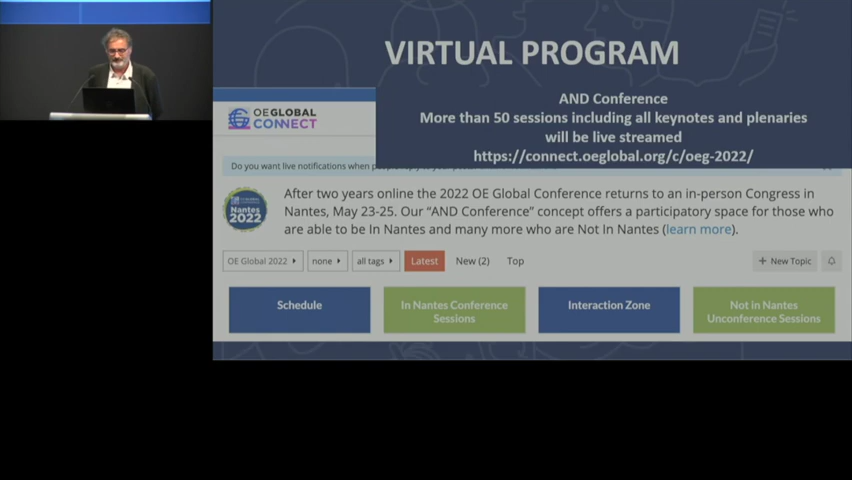 VIRTUAL PROGRAM
AND Conference
More than 50 sessions including all keynotes and plenaries
will be live streamed
https://connect.oeglobal.org/c/oeg-2022/
OEGLOBAL
CONNECT
Do you want live notifications when
After two years online the 2022 OE Global Conference returns to an in-person Congress in
Nantes, May 23-25. Our “AND Conference” concept offers a participatory space for those who
are able to be In Nantes and many more who are Not In Nantes (learn more).
Nantes
2022
OE Global 2022 none all tags Latest New (2) Top + New Topic
Schedule
In Nantes Conference
Sessions
Interaction Zone
Not in Nantes
Unconference Sessions